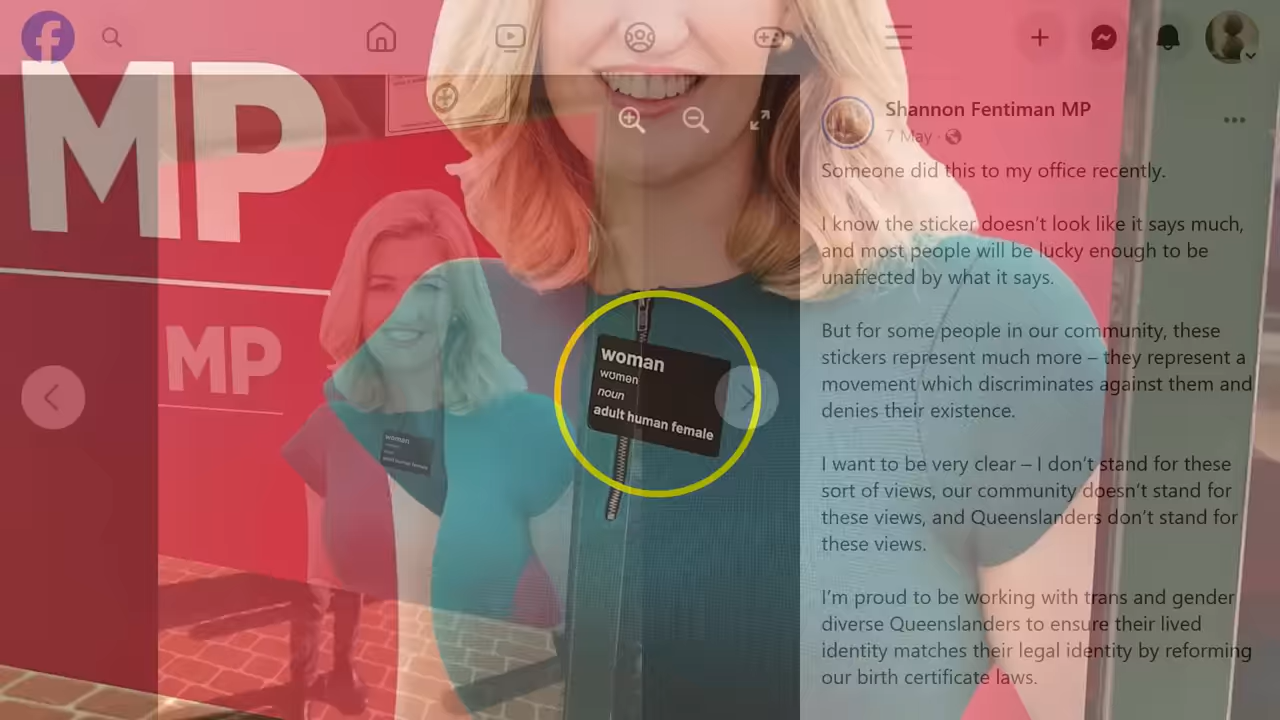 MP
MP
woman
adult human female
woman
women
noun
adult human female
Shannon Fentiman MP
7 May ·
Someone did this to my office recently.
I know the sticker doesn't look like it says much,
and most people will be lucky enough to be
unaffected by what it says.
But for some people in our community, these
stickers represent much more – they represent a
movement which discriminates against them and
denies their existence.
I want to be very clear – I don't stand for these
sort of views, our community doesn't stand for
these views, and Queenslanders don't stand for
these views.
I'm proud to be working with trans and gender
diverse Queenslanders to ensure their lived
identity matches their legal identity by reforming
our birth certificate laws.